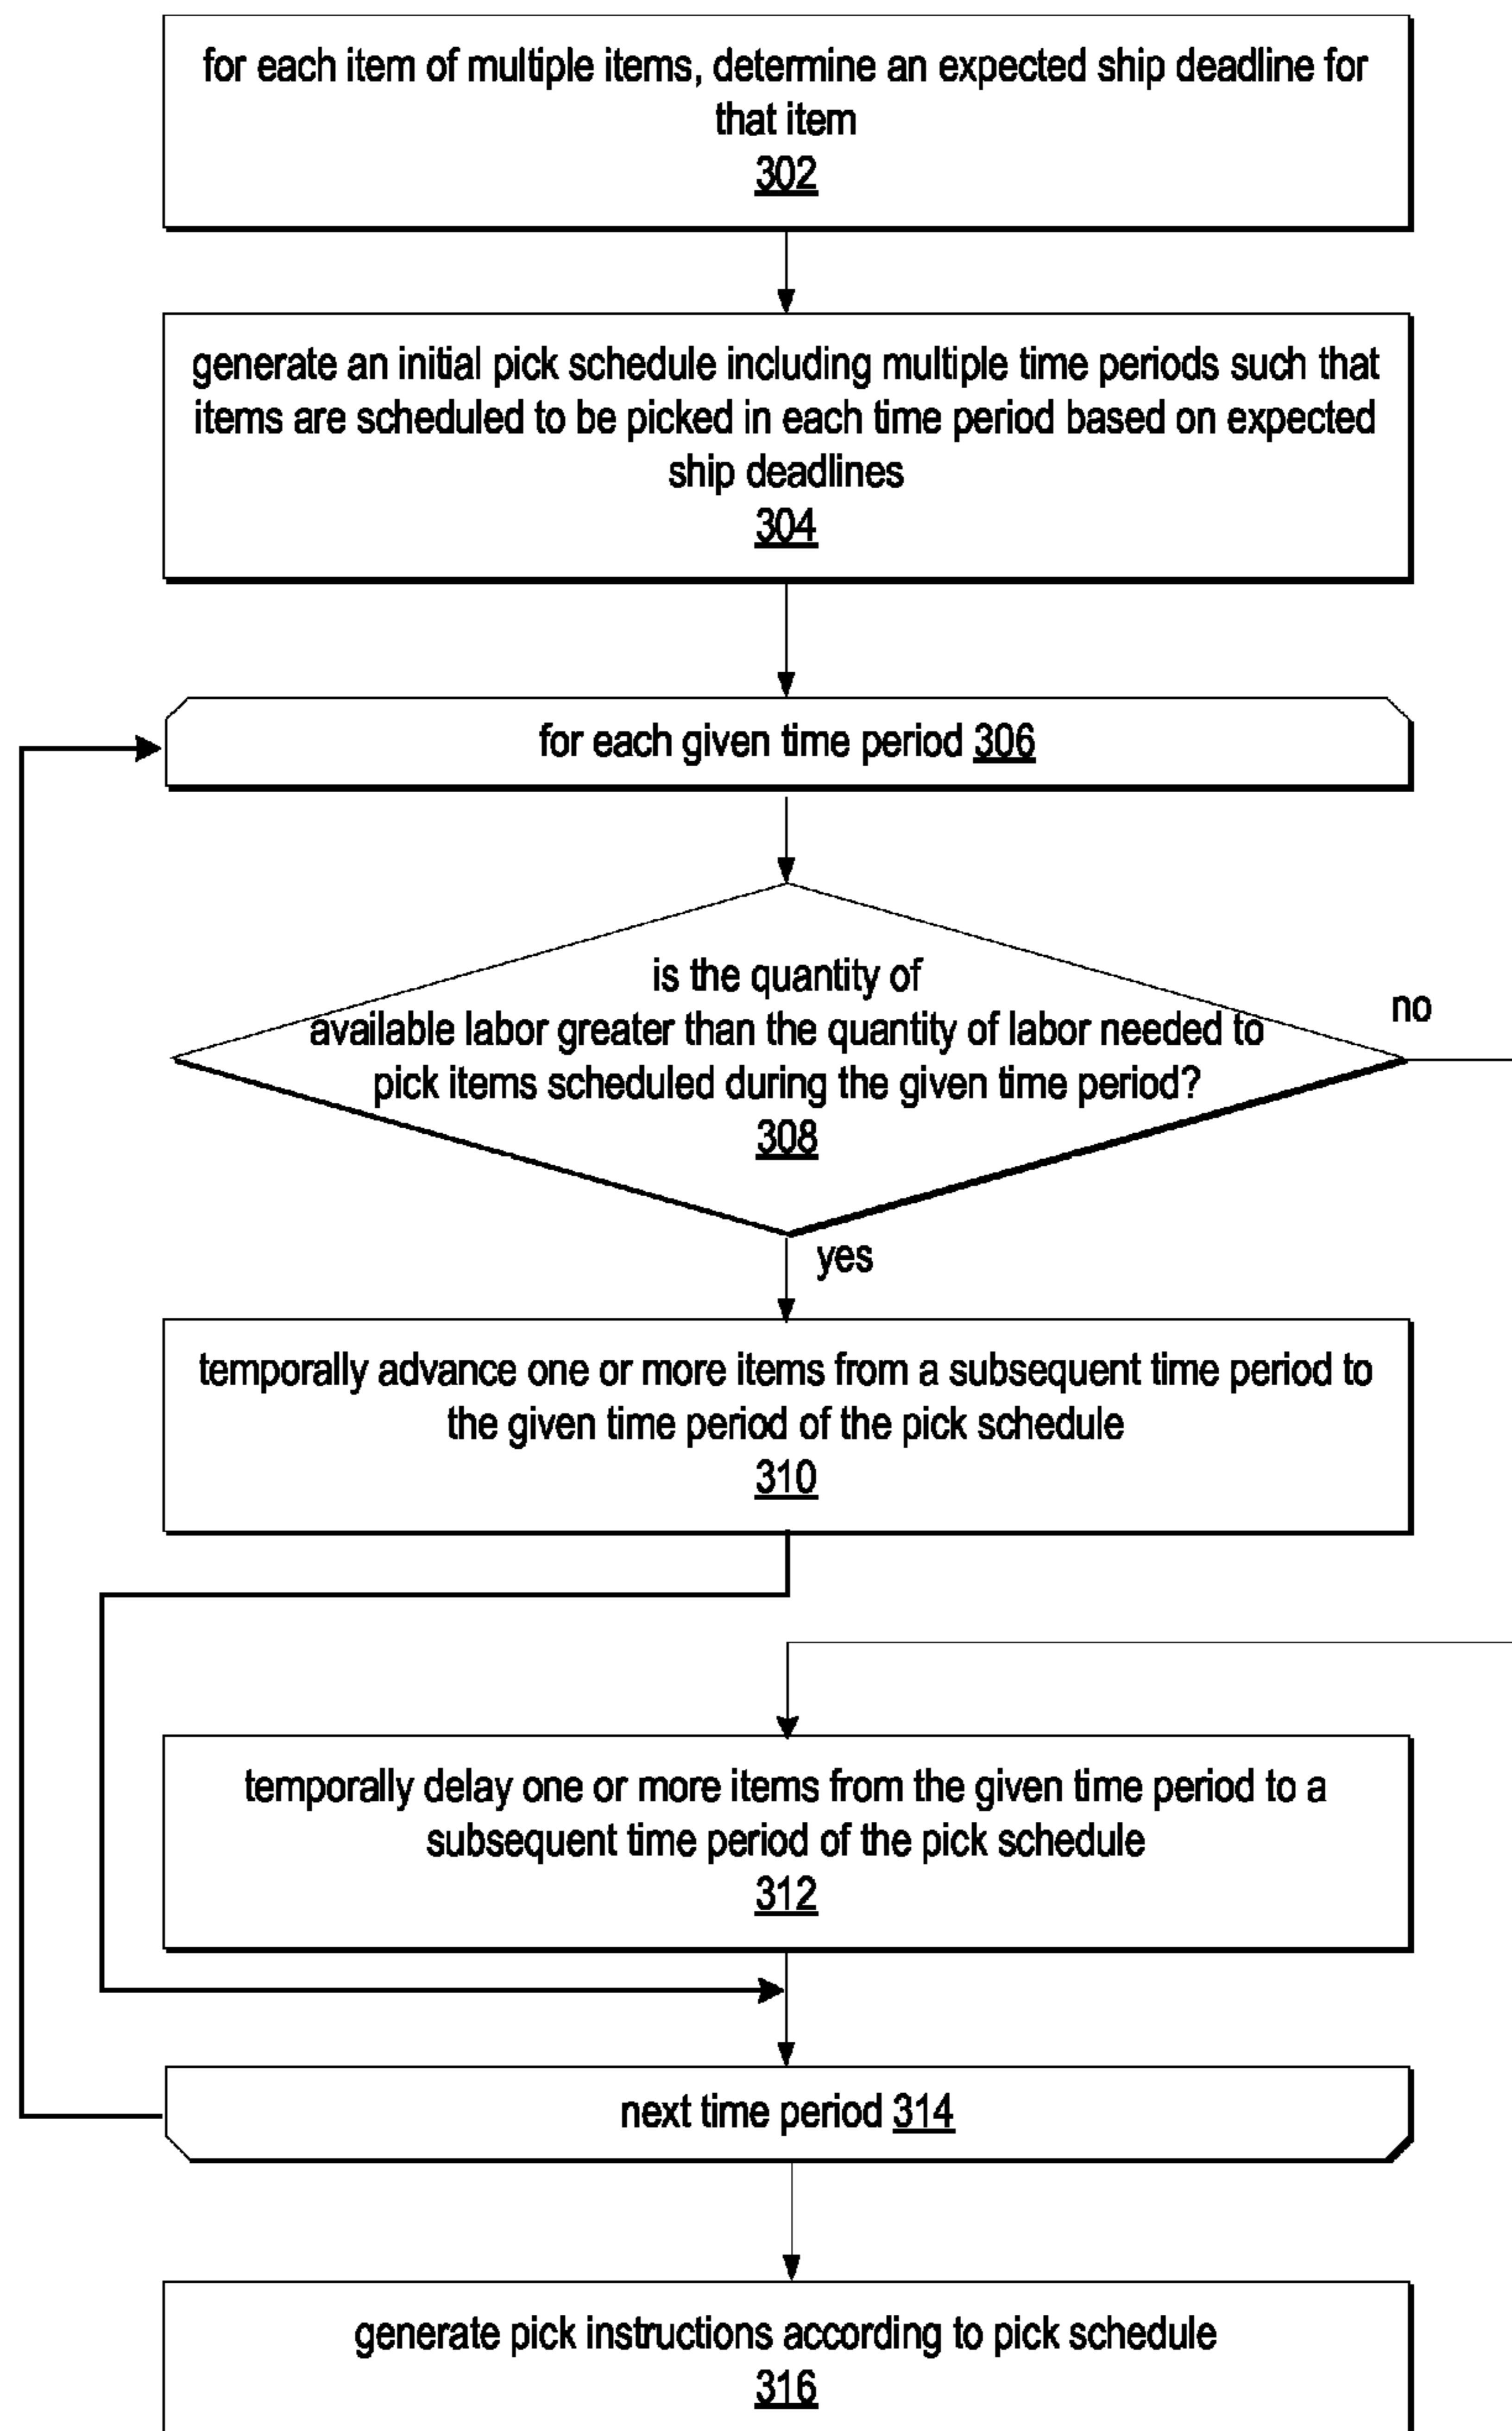 for each item of multiple items, determine an expected ship deadline for
that item
302
generate an initial pick schedule including multiple time periods such that
items are scheduled to be picked in each time period based on expected
ship deadlines
304
for each given time period 306
is the quantity of
available labor greater than the quantity of labor needed to
pick items scheduled during the given time period?
308
no
yes
temporally advance one or more items from a subsequent time period to
the given time period of the pick schedule
310
temporally delay one or more items from the given time period to a
subsequent time period of the pick schedule
312
next time period 314
generate pick instructions according to pick schedule
316